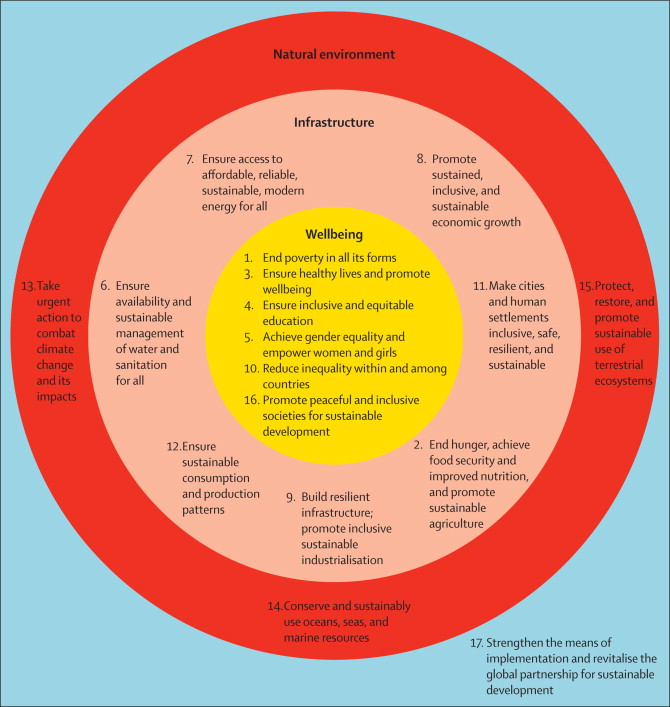 Natural environment
Infrastructure
7. Ensure access to
affordable, reliable,
sustainable, modern
energy for all
8. Promote
sustained,
inclusive, and
sustainable
economic growth
Wellbeing
1. End poverty in all its forms
3. Ensure healthy lives and promote
wellbeing
4. Ensure inclusive and equitable
education
5. Achieve gender equality and
empower women and girls
10. Reduce inequality within and among
countries
16. Promote peaceful and inclusive
societies for sustainable
development
13. Take
urgent
action to
combat
climate
change
and its
impacts
6. Ensure
availability and
sustainable
management
of water and
sanitation
for all
11. Make cities
and human
settlements
inclusive, safe,
resilient, and
sustainable
15. Protect,
restore, and
promote
sustainable
use of
terrestrial
ecosystems
12. Ensure
sustainable
consumption
and production
patterns
9. Build resilient
infrastructure;
promote inclusive
sustainable
industrialisation
2. End hunger, achieve
food security and
improved nutrition,
and promote
sustainable
agriculture
14. Conserve and sustainably
use oceans, seas, and
marine resources
17. Strengthen the means of
implementation and revitalise the
global partnership for sustainable
development